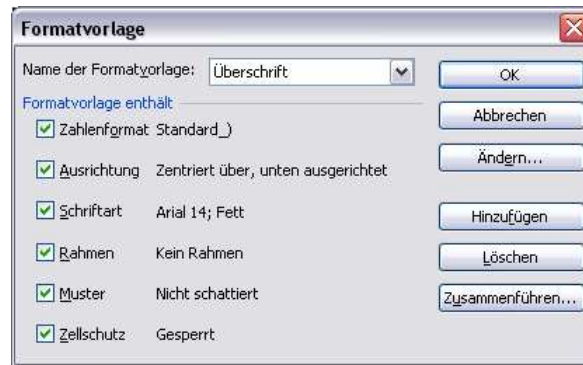 Formatvorlage
Name der Formatvorlage: Überschrift
OK
Formatvorlage enthält
Abbrechen
Zahlenformat Standard_)
Ändern...
Ausrichtung Zentriert über, unten ausgerichtet
Schriftart Arial 14; Fett
Hinzufügen
Rahmen Kein Rahmen
Löschen
Muster Nicht schattiert
Zusammenführen...
Zellschutz Gesperrt